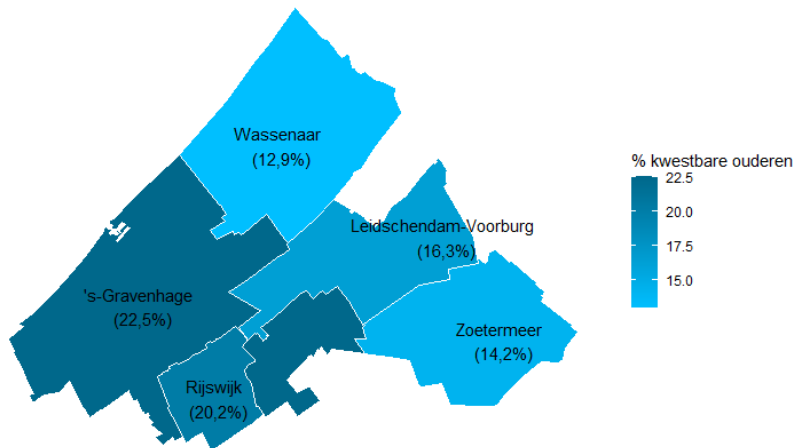 Wassenaar
(12,9%)
% kwestbare ouderen
22.5
20.0
17.5
15.0
Leidschendam-Voorburg
(16,3%)
's-Gravenhage
(22,5%)
Zoetermeer
(14,2%)
Rijswijk
(20,2%)